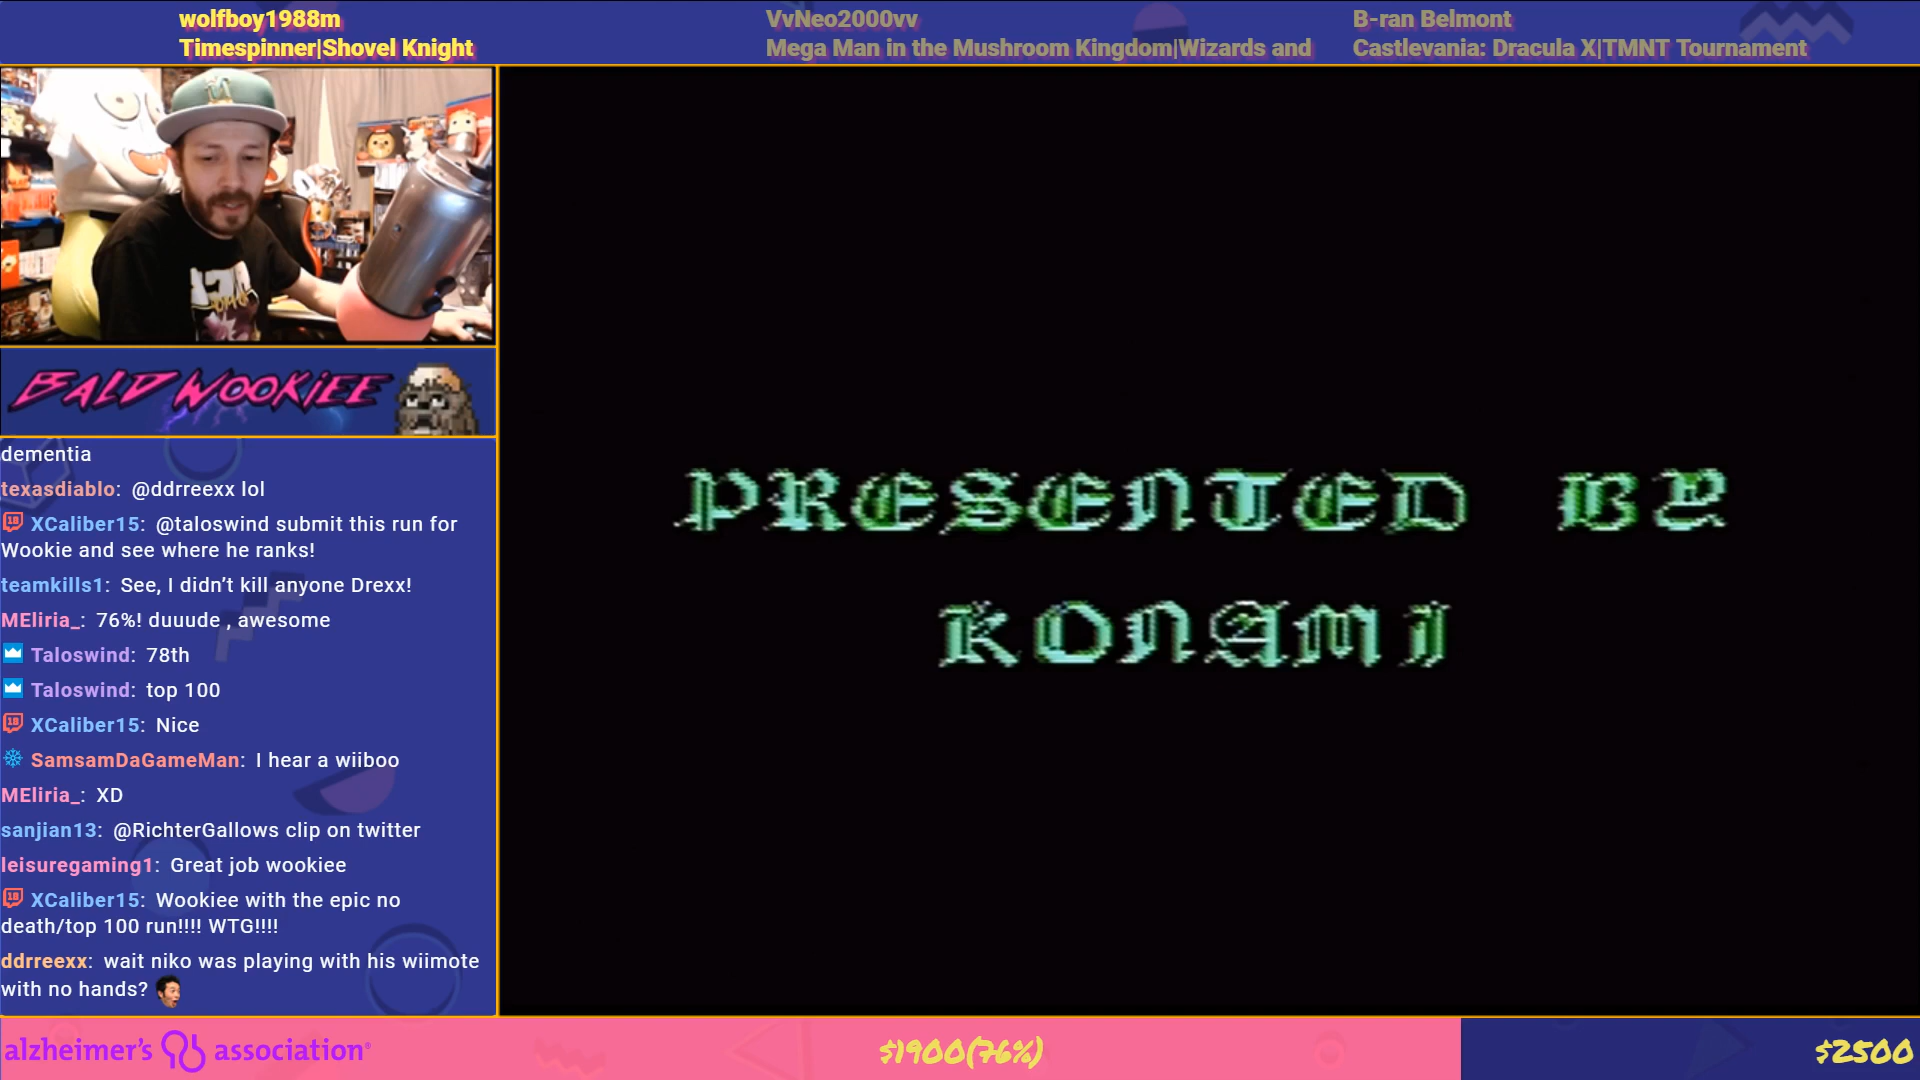 wolfboy1988m
Timespinner|Shovel Knight
VvNeo2000vv
Mega Man in the Mushroom Kingdom|Wizards and
B-ran Belmont
Castlevania: Dracula X|TMNT Tournament
BALD WOOKIEE
dementia
texasdiablo: @ddrreexx lol
XCaliber15: @taloswind submit this run for
Wookie and see where he ranks!
teamkills1: See, I didn’t kill anyone Drexx!
MEliria_: 76%! duuude , awesome
Taloswind: 78th
Taloswind: top 100
XCaliber15: Nice
SamsamDaGameMan: I hear a wiiboo
MEliria_: XD
sanjian13: @RichterGallows clip on twitter
leisuregaming1: Great job wookiee
XCaliber15: Wookiee with the epic no
death/top 100 run!!!! WTG!!!!
ddrreexx: wait niko was playing with his wiimote
with no hands?
PRESENTED BY
KONAMI
alzheimer's association®
$1900(76%)
$2500